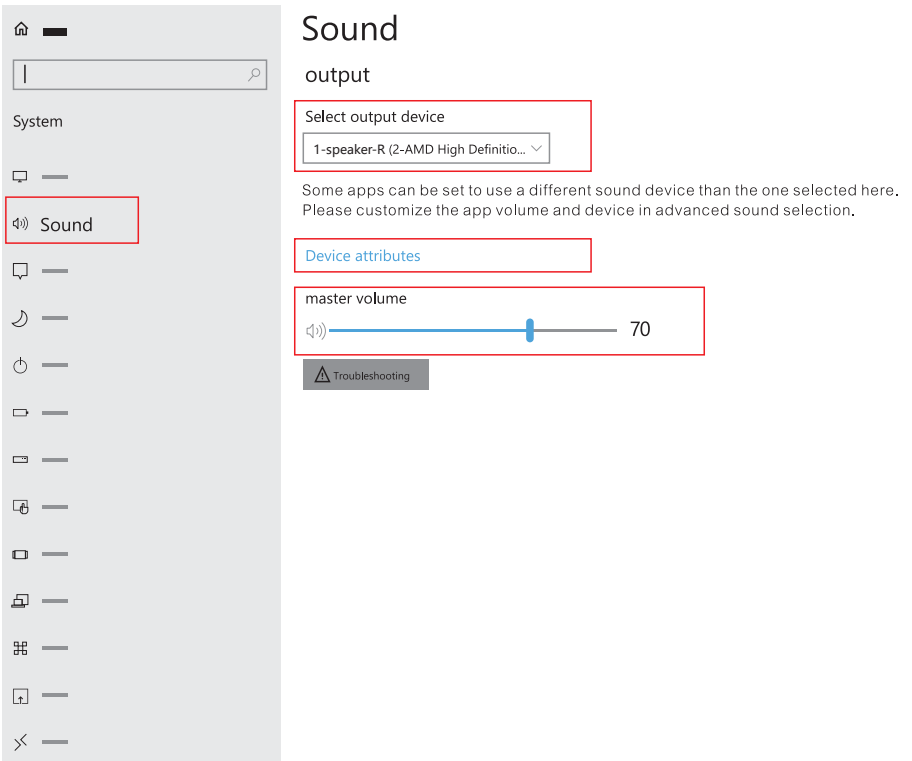 System
Sound
Sound
output
Select output device
1-speaker-R (2-AMD High Definitio...
Some apps can be set to use a different sound device than the one selected here.
Please customize the app volume and device in advanced sound selection.
Device attributes
master volume
70
Troubleshooting